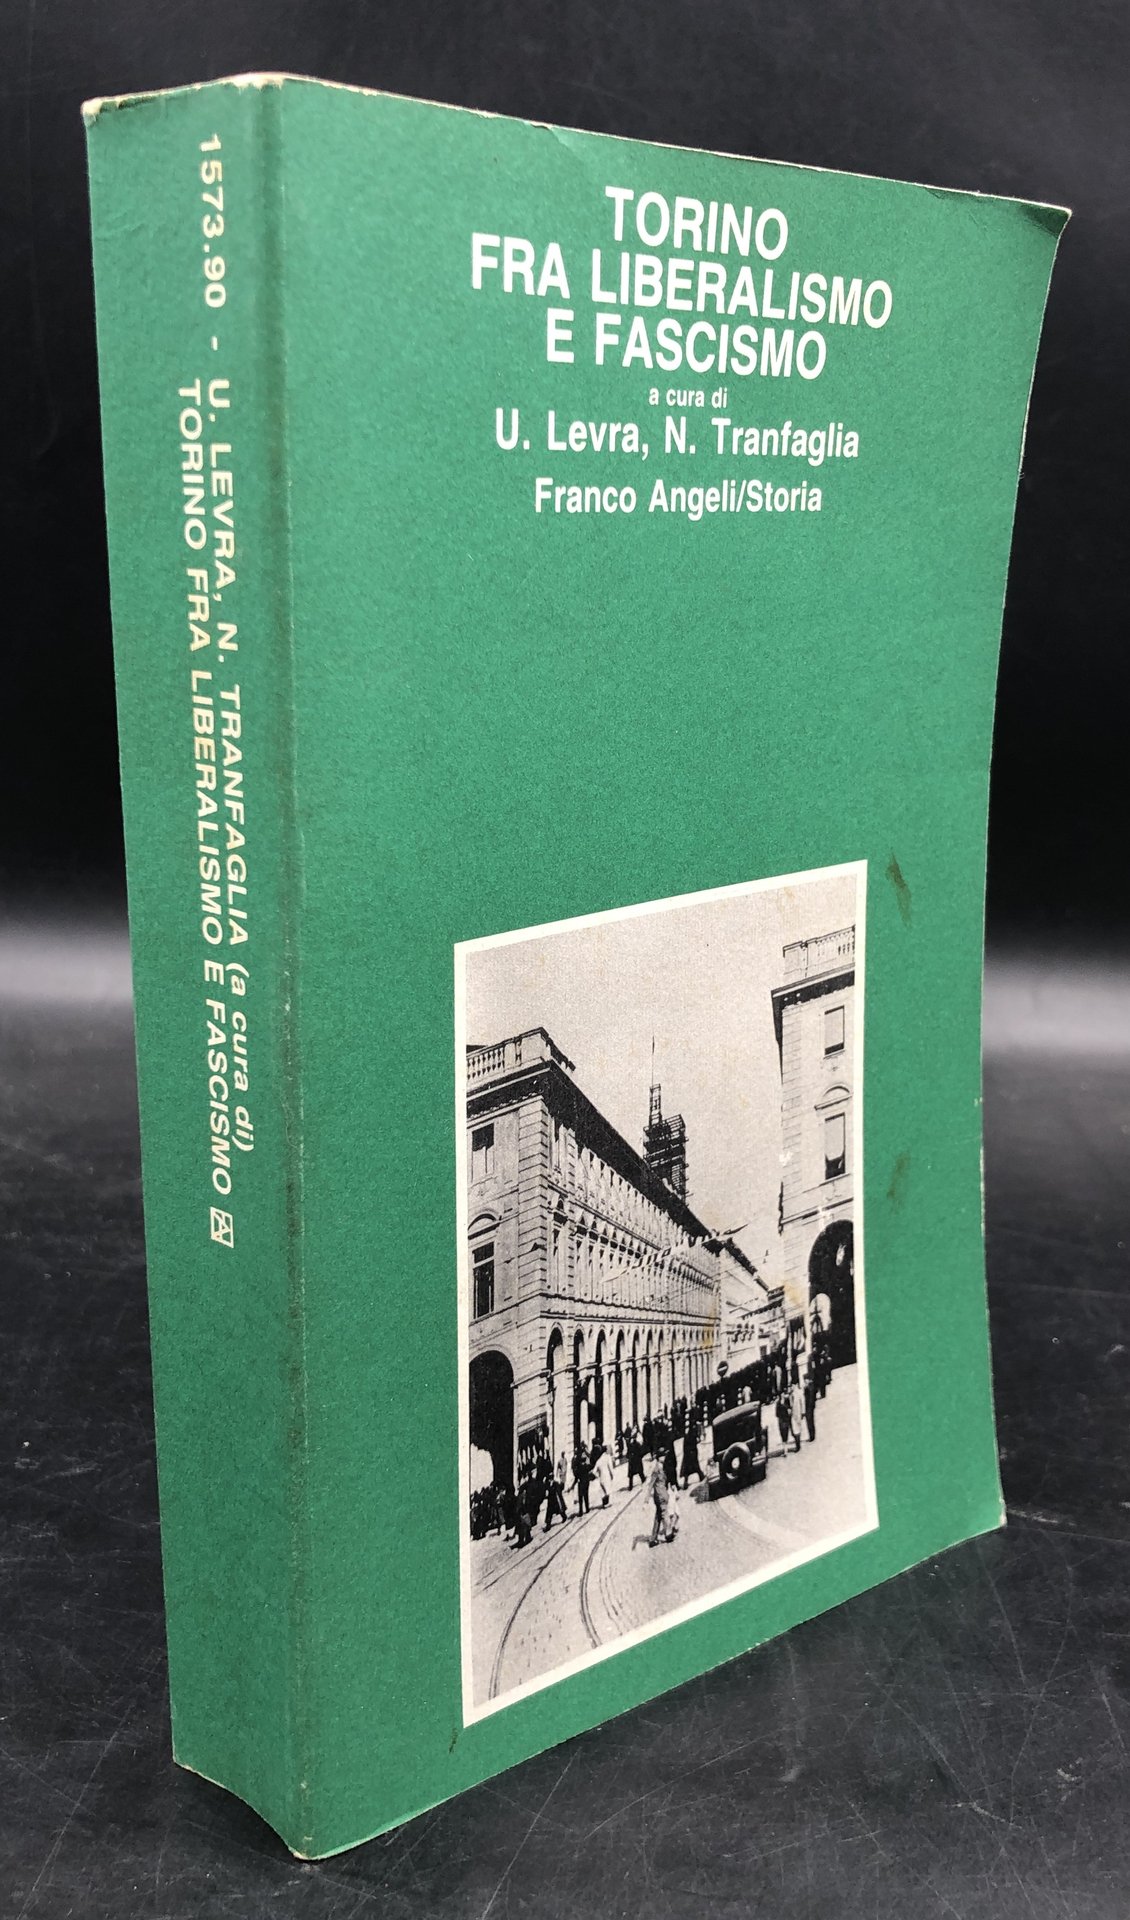 TORINO
FRA LIBERALISMO
E FASCISMO
a cura di
U. Levra, N. Tranfaglia
Franco Angeli/Storia
1573.90 - U. LEVRA, N. TRANFAGLIA (a cura di)
TORINO FRA LIBERALISMO E FASCISMO